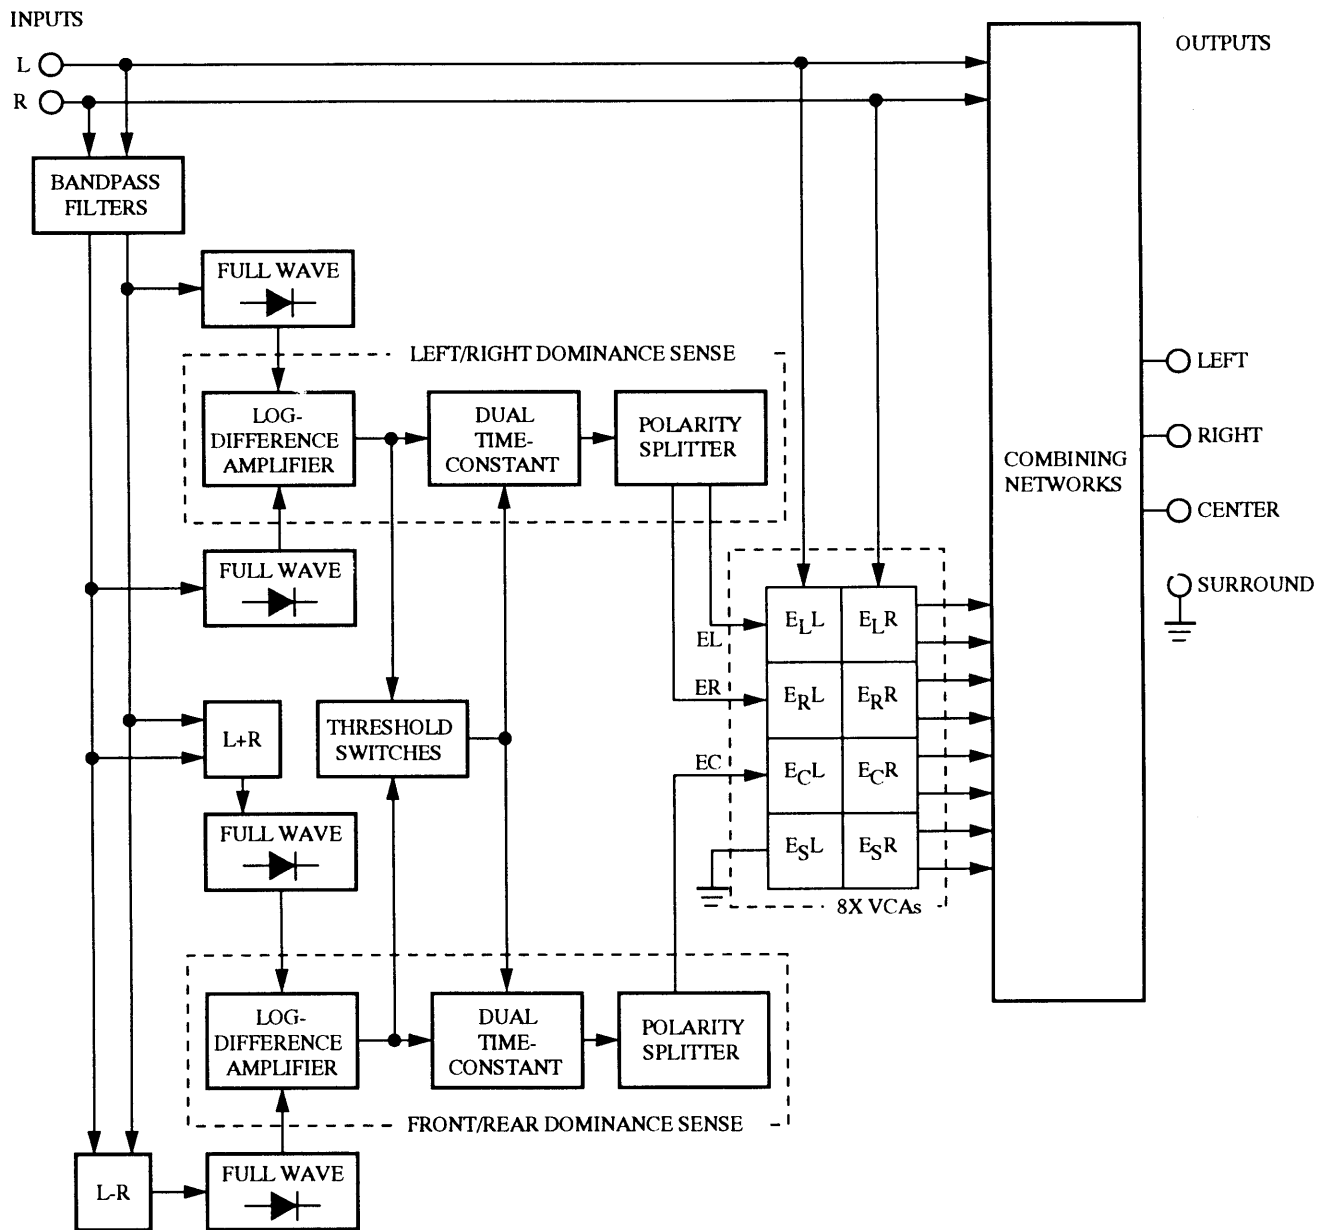 INPUTS
OUTPUTS
L
R
BANDPASS
FILTERS
FULL WAVE
LEFT/RIGHT DOMINANCE SENSE
LOG-
DIFFERENCE
AMPLIFIER
DUAL
TIME-
CONSTANT
POLARITY
SPLITTER
LEFT
RIGHT
COMBINING
NETWORKS
CENTER
FULL WAVE
SURROUND
EL
ELL
ELR
ER
ERL
ERR
L+R
THRESHOLD
SWITCHES
EC
ECL
ECR
FULL WAVE
ESL
ESR
8X VCAs
LOG-
DIFFERENCE
AMPLIFIER
DUAL
TIME-
CONSTANT
POLARITY
SPLITTER
FRONT/REAR DOMINANCE SENSE
L-R
FULL WAVE